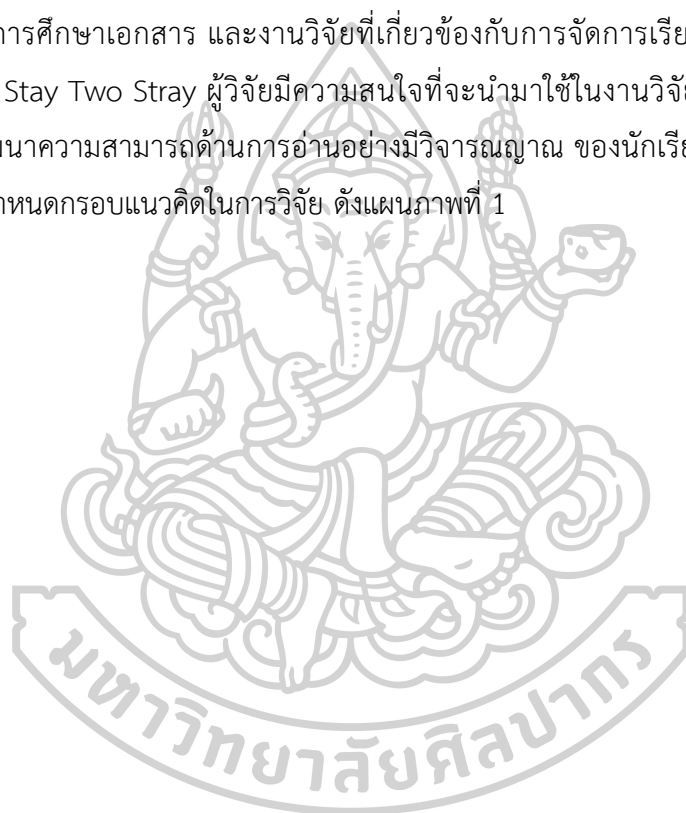 การศึกษาเอกสาร และงานวิจัยที่เกี่ยวข้องกับการจัดการเรีย
Stay Two Stray ผู้วิจัยมีความสนใจที่จะนำมาใช้ในงานวิจัย
นาความสามารถด้านการอ่านอย่างมีวิจารณญาณ ของนักเรีย
ำหนดกรอบแนวคิดในการวิจัย ดังแผนภาพที่ 1
มหาวิทยาลัยศิลปากร